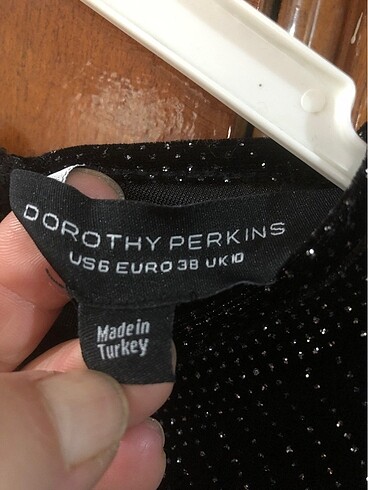 DOROTHY PERKINS
US6 EURO 38 UK10
Made in
Turkey